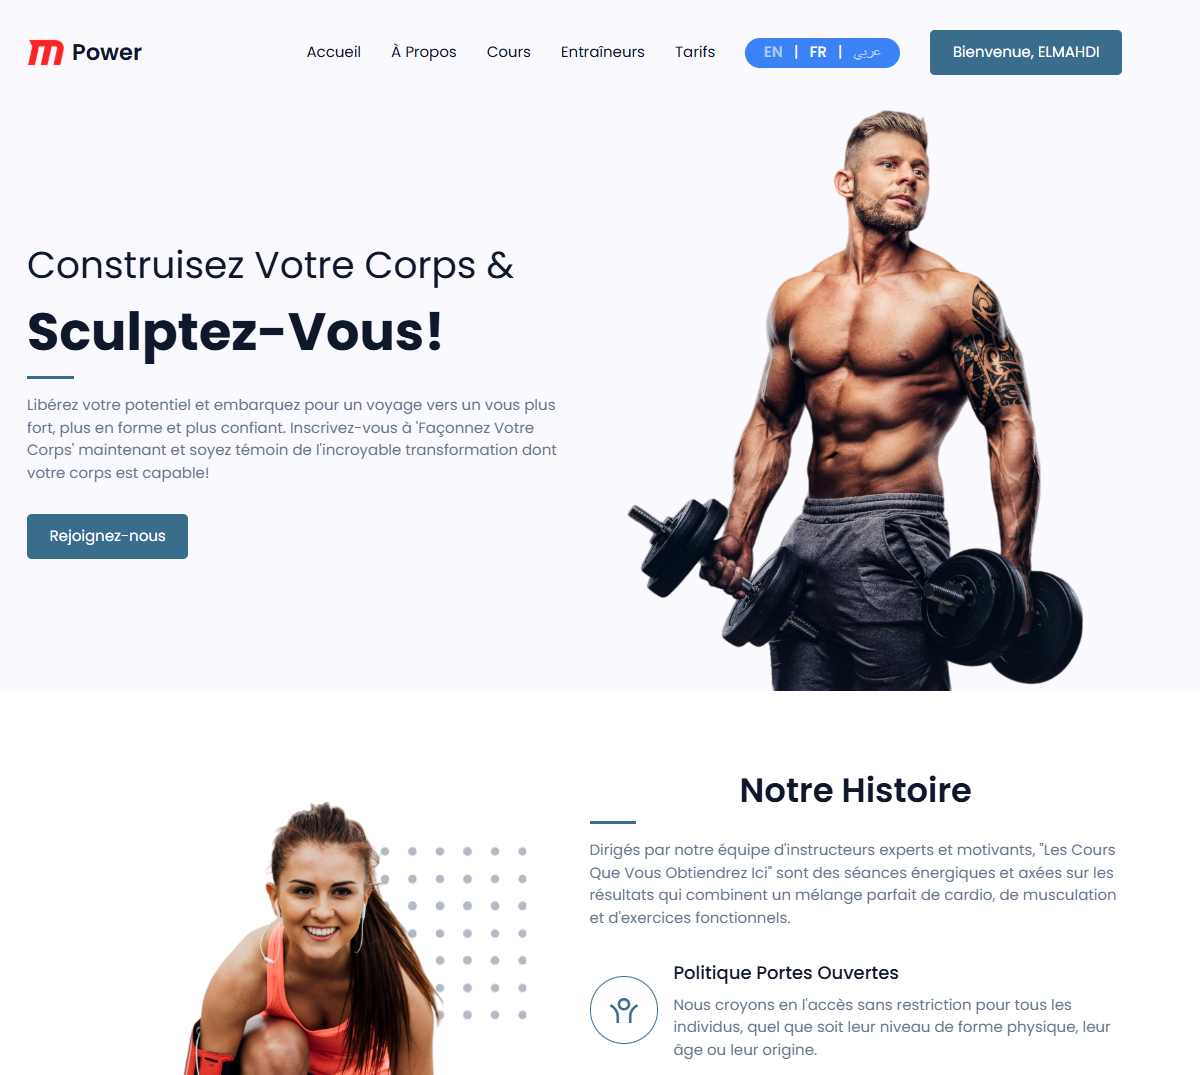 m Power
Accueil À Propos Cours Entraîneurs Tarifs EN | FR | عربي Bienvenue, ELMAHDI
Construisez Votre Corps &
Sculptez-Vous!
Libérez votre potentiel et embarquez pour un voyage vers un vous plus
fort, plus en forme et plus confiant. Inscrivez-vous à 'Façonnez Votre
Corps' maintenant et soyez témoin de l'incroyable transformation dont
votre corps est capable!
Rejoignez-nous
Notre Histoire
Dirigés par notre équipe d'instructeurs experts et motivants, "Les Cours
Que Vous Obtiendrez Ici" sont des séances énergiques et axées sur les
résultats qui combinent un mélange parfait de cardio, de musculation
et d'exercices fonctionnels.
Politique Portes Ouvertes
Nous croyons en l'accès sans restriction pour tous les
individus, quel que soit leur niveau de forme physique, leur
âge ou leur origine.